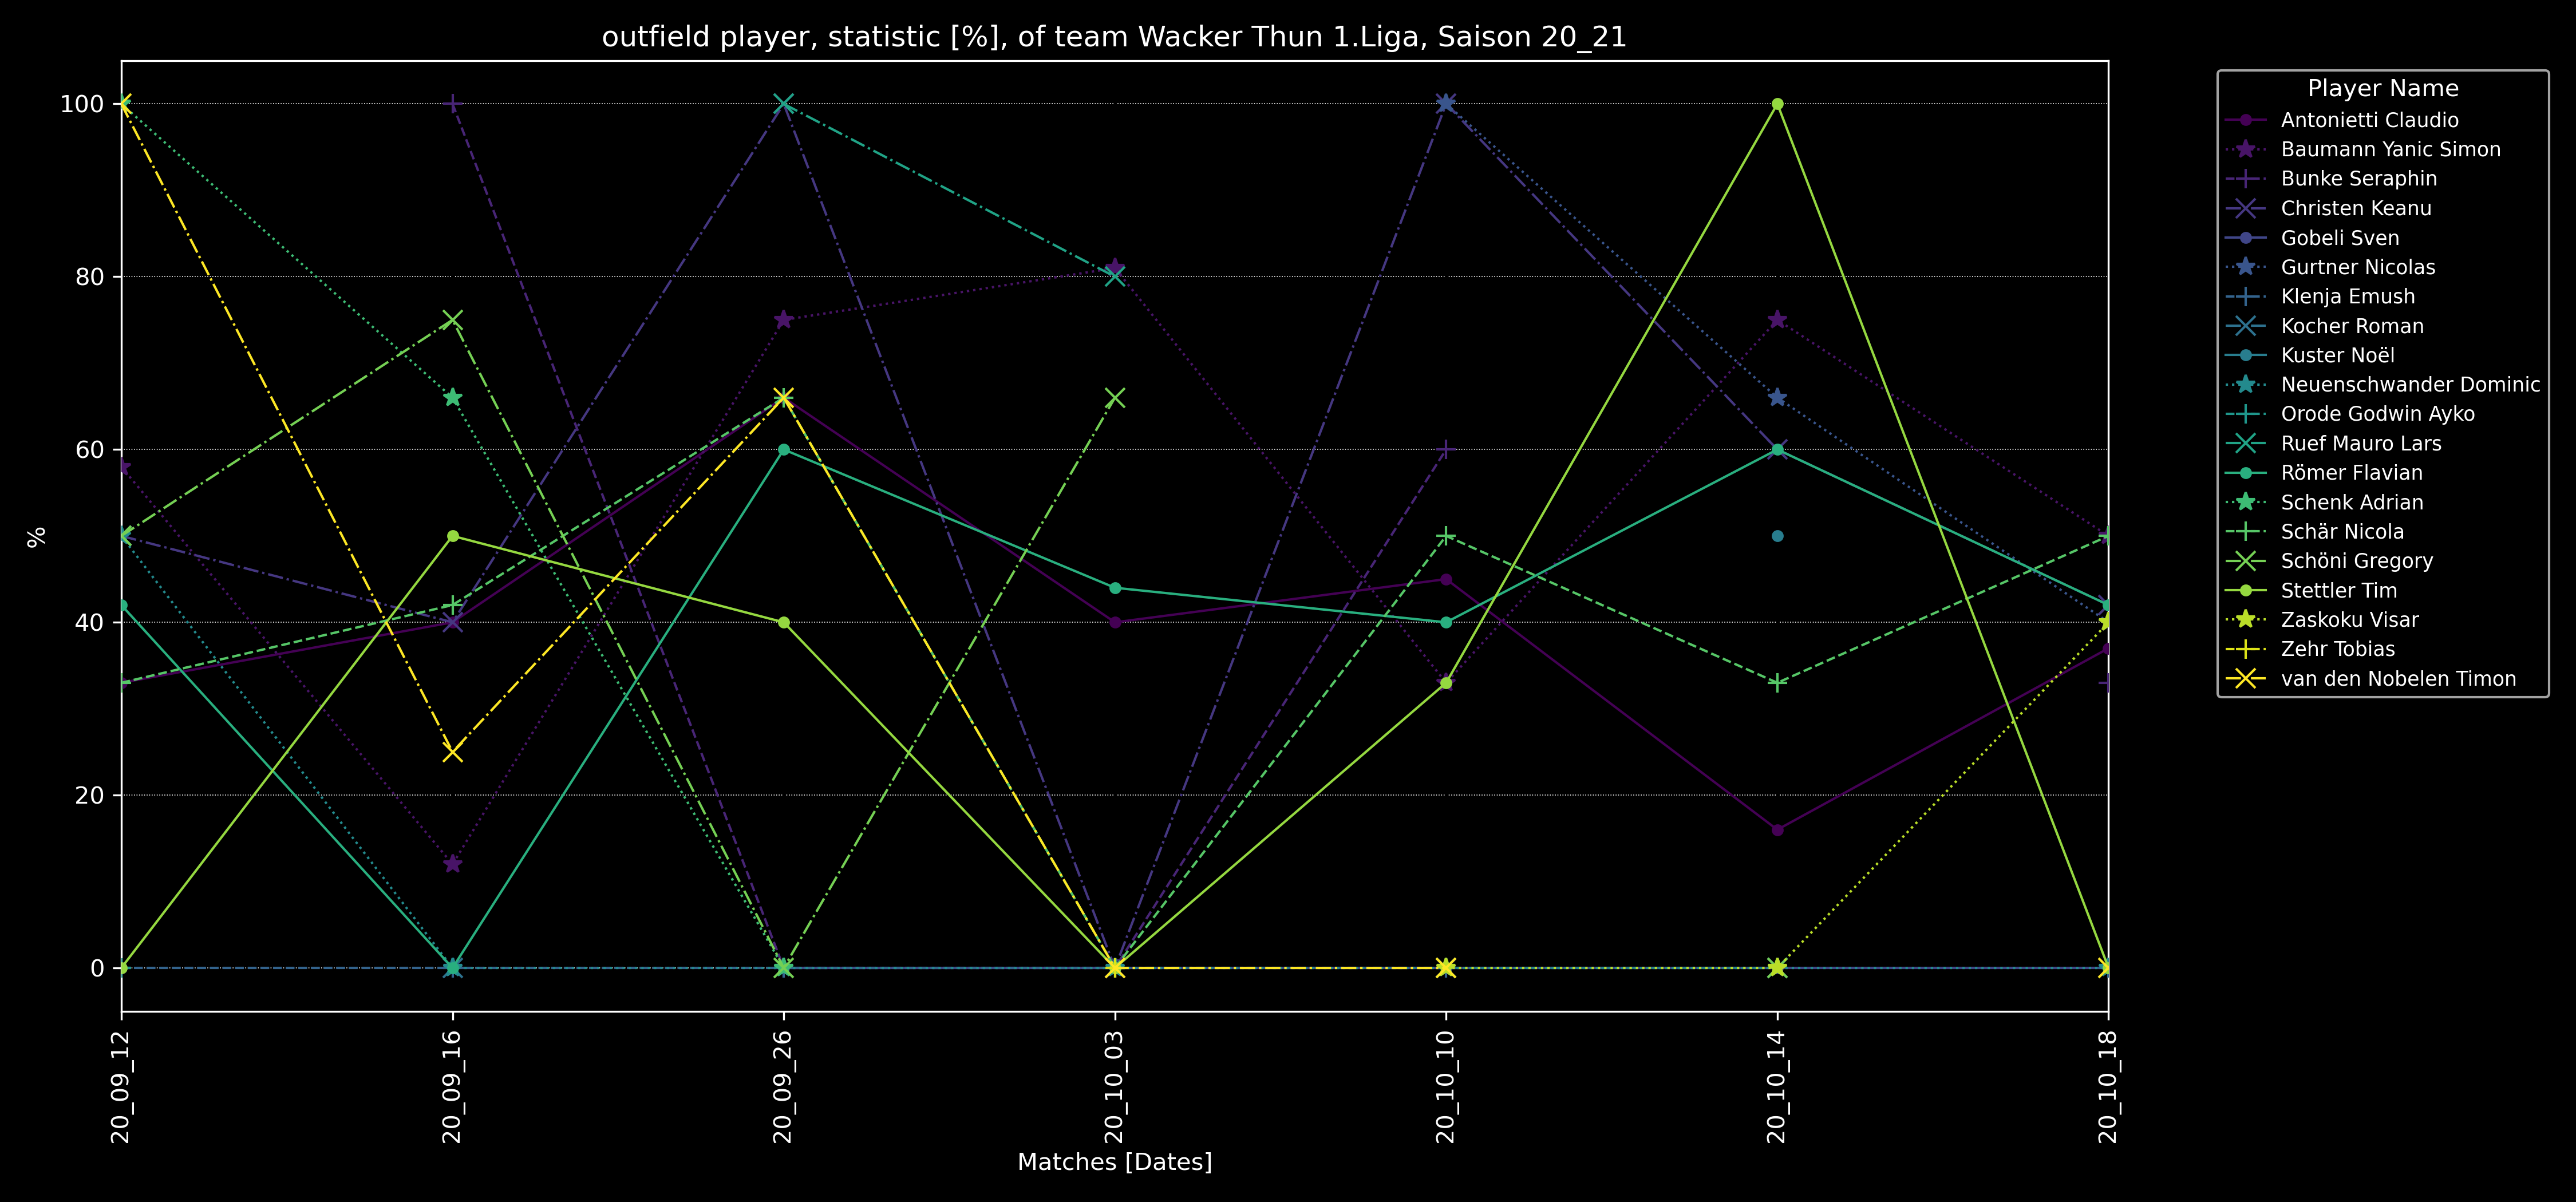 outfield player, statistic [%], of team Wacker Thun 1.Liga, Saison 20_21
100
80
60
40
20
0
%
20_09_12
20_09_16
20_09_26
20_10_03
20_10_10
20_10_14
20_10_18
Matches [Dates]
Player Name
Antonietti Claudio
Baumann Yanic Simon
Bunke Seraphin
Christen Keanu
Gobeli Sven
Gurtner Nicolas
Klenja Emush
Kocher Roman
Kuster Noël
Neuenschwander Dominic
Orode Godwin Ayko
Ruef Mauro Lars
Römer Flavian
Schenk Adrian
Schär Nicola
Schöni Gregory
Stettler Tim
Zaskoku Visar
Zehr Tobias
van den Nobelen Timon